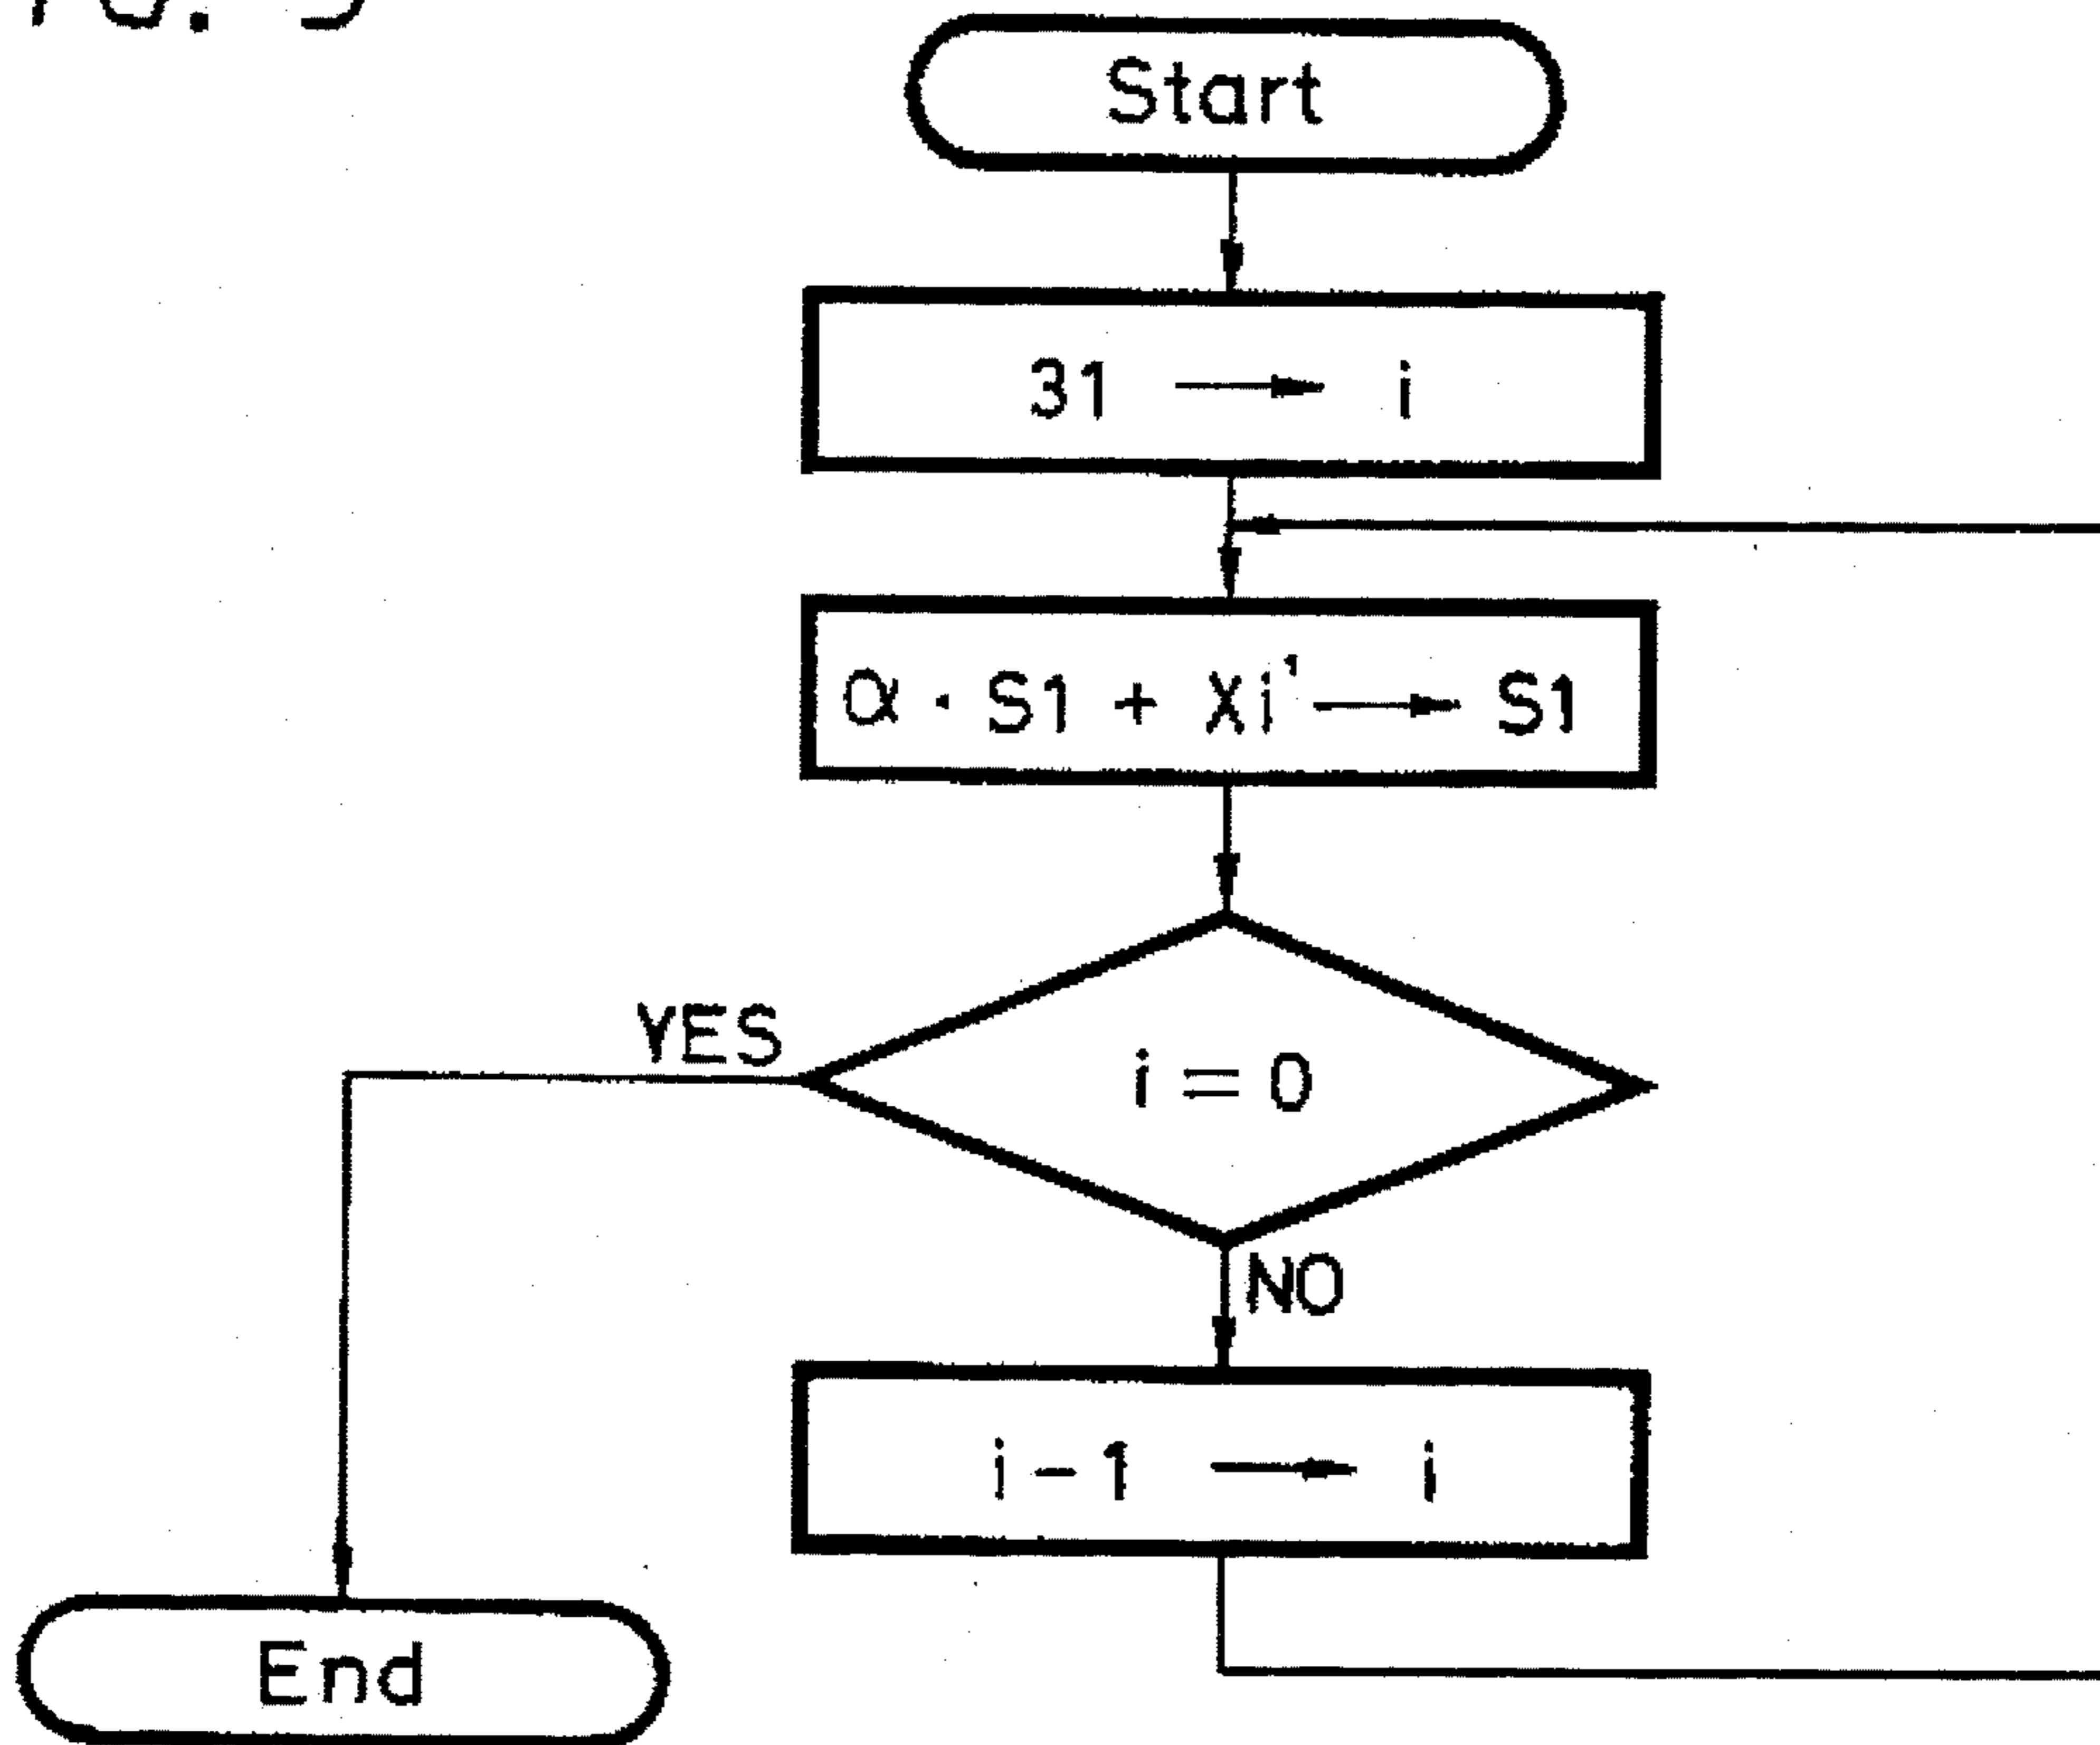 Start
31 → i
α · S1 + Xi' → S1
YES
i = 0
NO
i - 1 → i
End